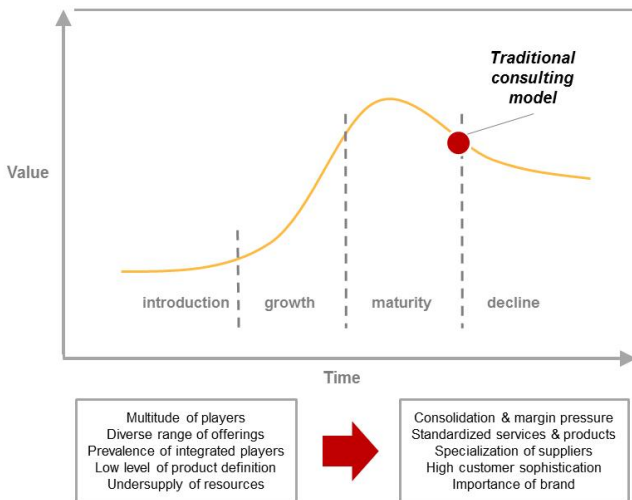 Traditional
consulting
model
Value
introduction
growth
maturity
decline
Time
Multitude of players
Diverse range of offerings
Prevalence of integrated players
Low level of product definition
Undersupply of resources
Consolidation & margin pressure
Standardized services & products
Specialization of suppliers
High customer sophistication
Importance of brand